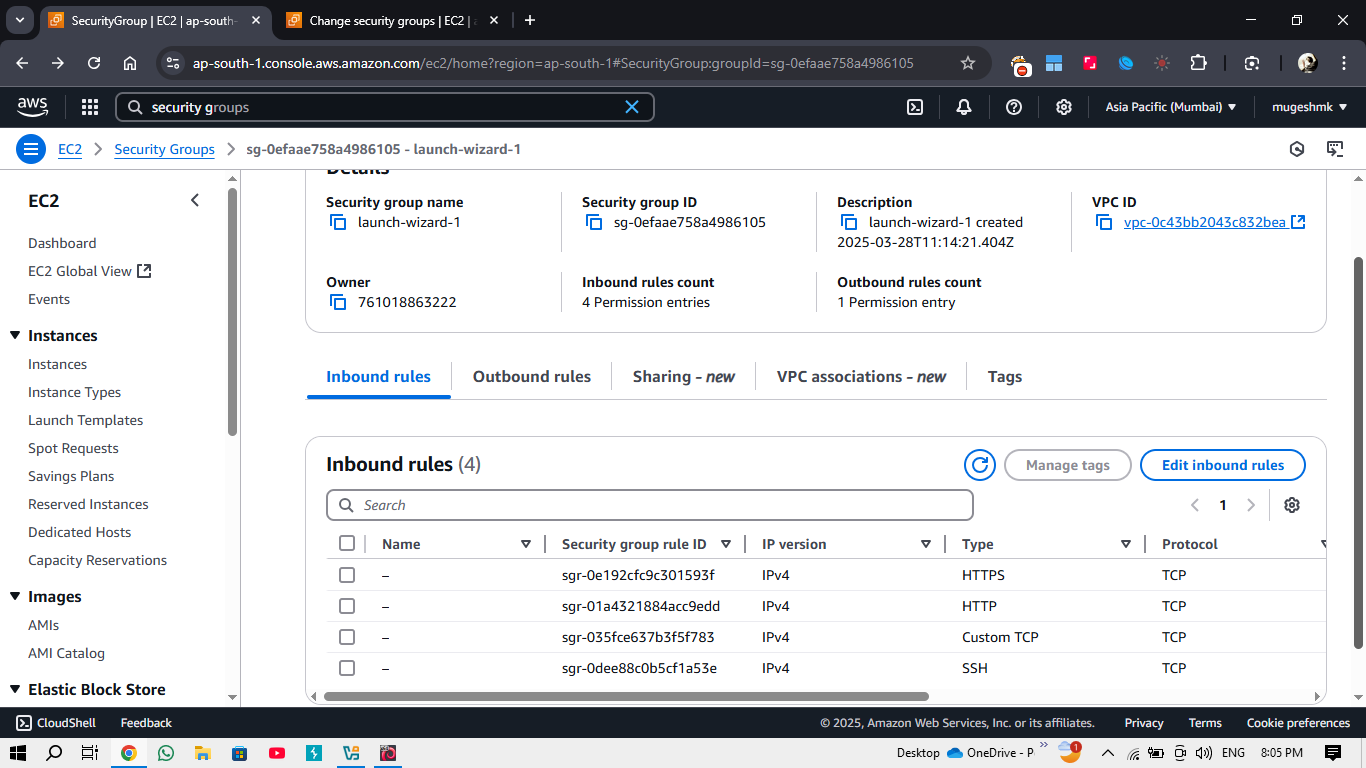 SecurityGroup | EC2 | ap-south-
Change security groups | EC2 |
ap-south-1.console.aws.amazon.com/ec2/home?region=ap-south-1#SecurityGroup:groupId=sg-0efaae758a4986105
aws
security groups
Asia Pacific (Mumbai)
mugeshmk
EC2
Security Groups
sg-0efaae758a4986105 - launch-wizard-1
EC2
Dashboard
EC2 Global View
Events
Instances
Instances
Instance Types
Launch Templates
Spot Requests
Savings Plans
Reserved Instances
Dedicated Hosts
Capacity Reservations
Images
AMIs
AMI Catalog
Elastic Block Store
Details
Security group name
launch-wizard-1
Security group ID
sg-0efaae758a4986105
Description
launch-wizard-1 created
2025-03-28T11:14:21.404Z
VPC ID
vpc-0c43bb2043c832bea
Owner
761018863222
Inbound rules count
4 Permission entries
Outbound rules count
1 Permission entry
Inbound rules
Outbound rules
Sharing - new
VPC associations - new
Tags
Inbound rules (4)
Manage tags
Edit inbound rules
Search
1
Name Security group rule ID IP version Type Protocol
– sgr-0e192cfc9c301593f IPv4 HTTPS TCP
– sgr-01a4321884acc9edd IPv4 HTTP TCP
– sgr-035fce637b3f5f783 IPv4 Custom TCP TCP
– sgr-0dee88c0b5cf1a53e IPv4 SSH TCP
CloudShell
Feedback
© 2025, Amazon Web Services, Inc. or its affiliates.
Privacy
Terms
Cookie preferences
Desktop
OneDrive - P
1
ENG
8:05 PM